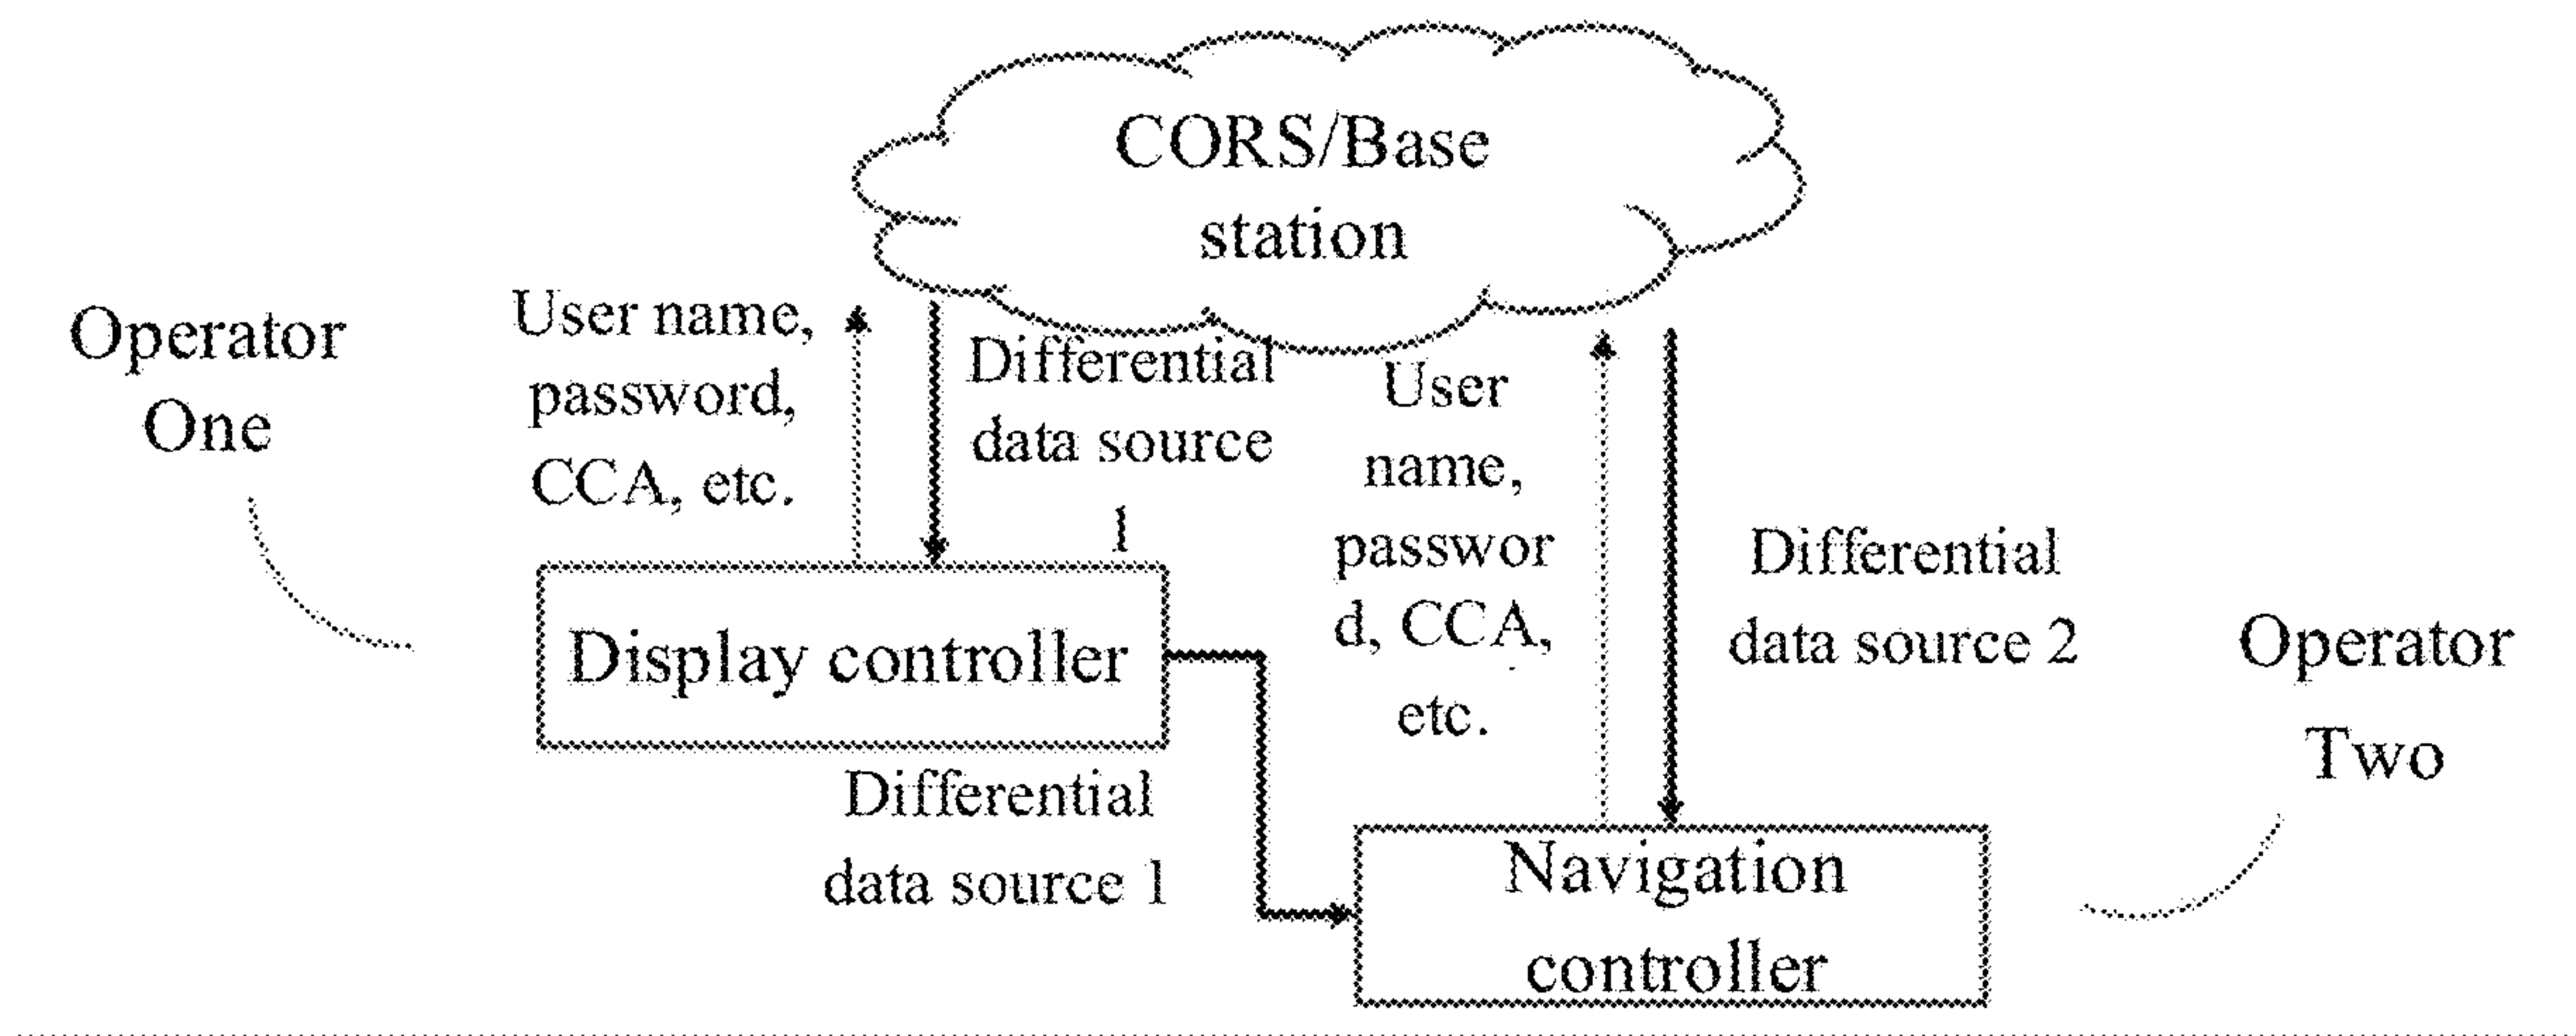 CORS/Base
station
Operator
One
User name,
password,
CCA, etc.
Differential
data source
1
User
name,
passwor
d, CCA,
etc.
Differential
data source 2
Operator
Two
Display controller
Differential
data source 1
Navigation
controller